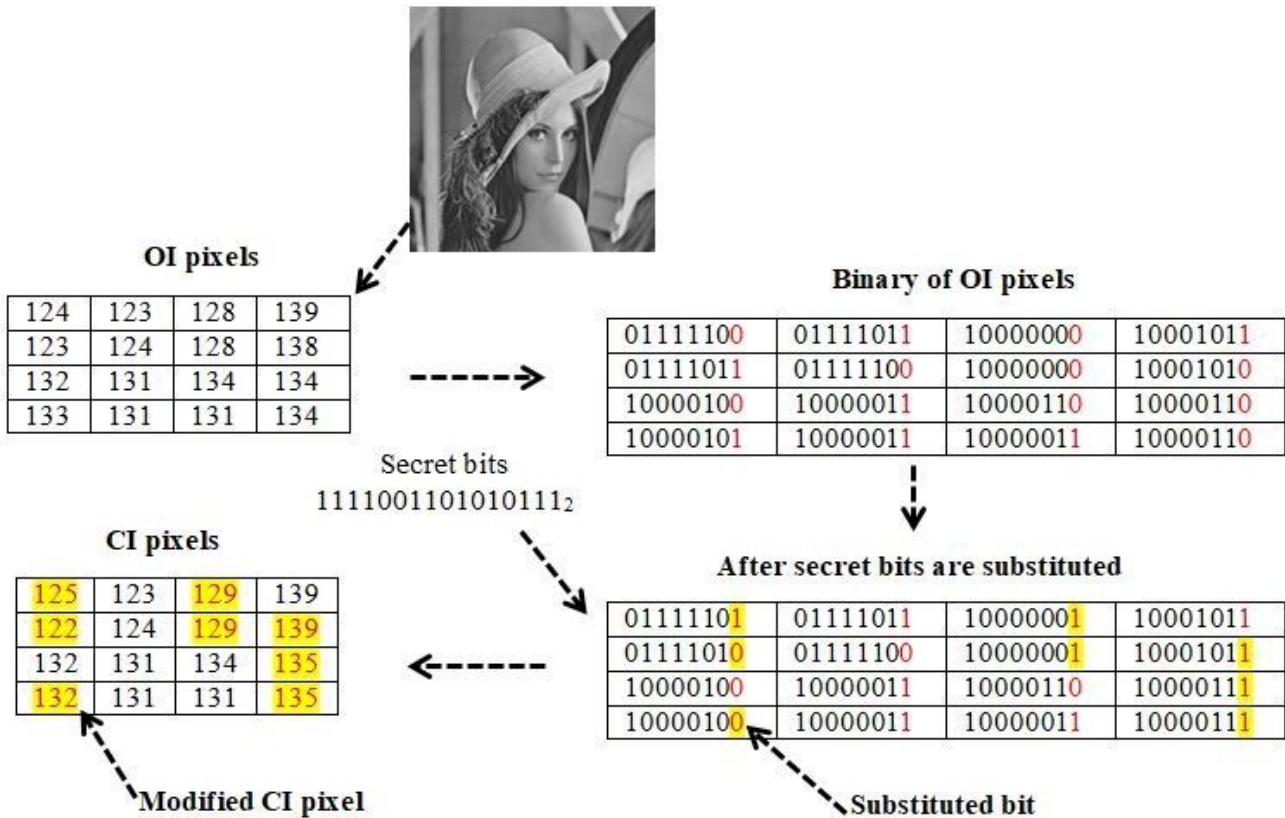 OI pixels
124 123 128 139
123 124 128 138
132 131 134 134
133 131 131 134
Binary of OI pixels
01111100 01111011 10000000 10001011
01111011 01111100 10000000 10001010
10000100 10000011 10000110 10000110
10000101 10000011 10000011 10000110
Secret bits
1111001101010111₂
CI pixels
125 123 129 139
122 124 129 139
132 131 134 135
132 131 131 135
Modified CI pixel
After secret bits are substituted
01111101 01111011 10000001 10001011
01111010 01111100 10000001 10001011
10000100 10000011 10000110 10000111
10000100 10000011 10000011 10000111
Substituted bit